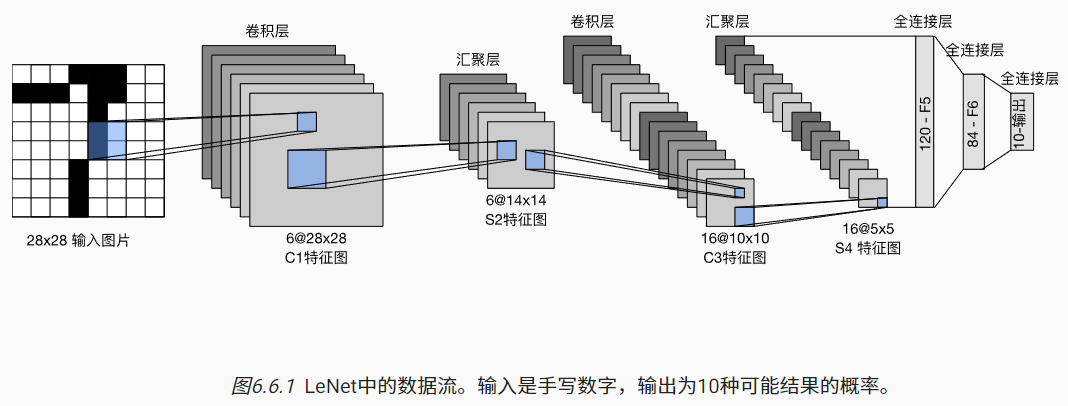 卷积层
汇聚层
卷积层
汇聚层
全连接层
全连接层
全连接层
120 - F5
84 - F6
10-输出
28x28 输入图片
6@28x28
C1特征图
6@14x14
S2特征图
16@10x10
C3特征图
16@5x5
S4 特征图
图6.6.1 LeNet中的数据流。输入是手写数字，输出为10种可能结果的概率。